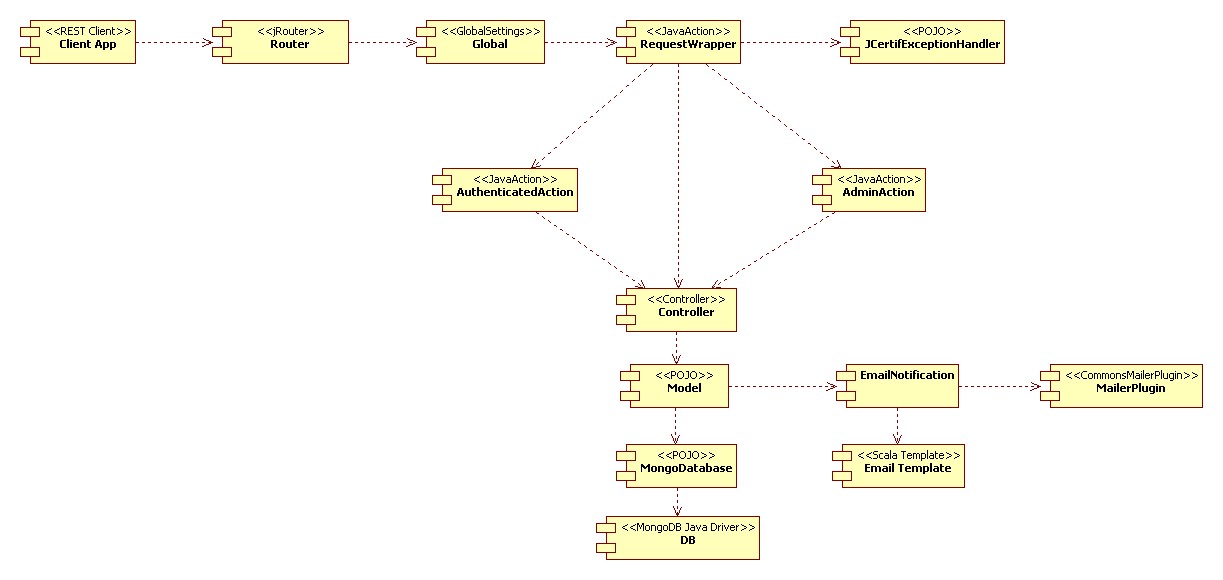 <<REST Client>>
Client App
<<jRouter>>
Router
<<GlobalSettings>>
Global
<<JavaAction>>
RequestWrapper
<<POJO>>
JCertifExceptionHandler
<<JavaAction>>
AuthenticatedAction
<<JavaAction>>
AdminAction
<<Controller>>
Controller
<<POJO>>
Model
EmailNotification
<<CommonsMailerPlugin>>
MailerPlugin
<<POJO>>
MongoDatabase
<<Scala Template>>
Email Template
<<MongoDB Java Driver>>
DB